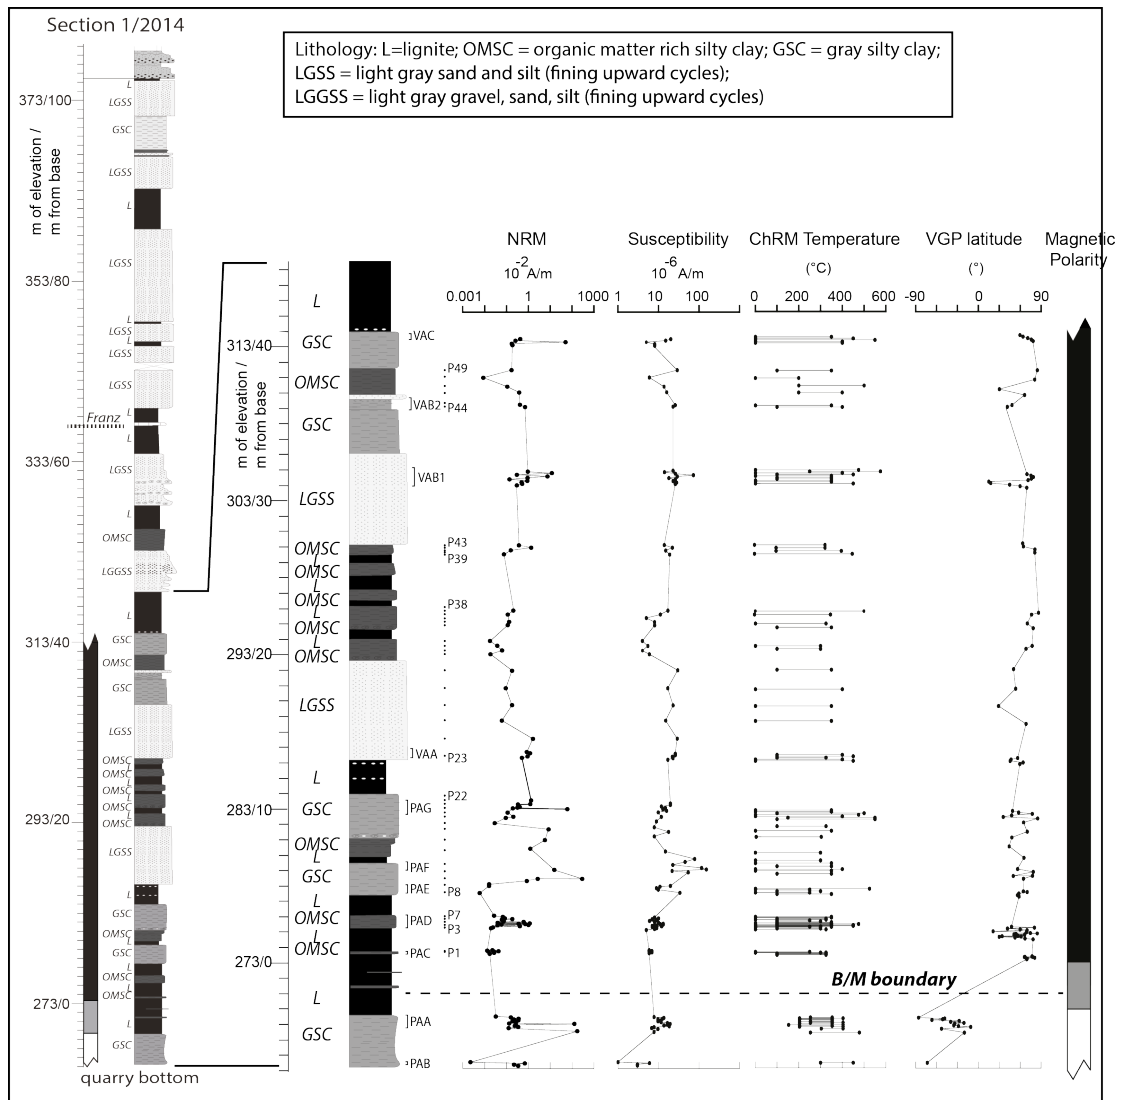 Section 1/2014
Lithology: L=lignite; OMSC = organic matter rich silty clay; GSC = gray silty clay;
LGSS = light gray sand and silt (fining upward cycles);
LGGSS = light gray gravel, sand, silt (fining upward cycles)
m of elevation /
m from base
373/100
353/80
333/60
313/40
293/20
273/0
L
LGSS
GSC
LGSS
L
LGSS
L
LGSS
L
LGSS
LGSS
L
Franz
L
LGSS
L
OMSC
LGGSS
L
GSC
OMSC
GSC
LGSS
OMSC
L
OMSC
L
OMSC
L
OMSC
L
OMSC
LGSS
L
GSC
OMSC
L
GSC
L
OMSC
L
OMSC
L
GSC
quarry bottom
m of elevation /
m from base
313/40
303/30
293/20
283/10
273/0
L
GSC
OMSC
GSC
LGSS
OMSC
L
OMSC
L
OMSC
L
OMSC
L
OMSC
LGSS
L
GSC
OMSC
L
GSC
L
OMSC
L
OMSC
L
GSC
VAC
P49
VAB2
P44
VAB1
P43
P39
P38
VAA
P23
P22
PAG
PAF
PAE
P8
P7
PAD
P3
PAC
P1
PAA
PAB
NRM
10-2 A/m
0.001 1 1000
Susceptibility
10-6 A/m
1 10 100
ChRM Temperature
(°C)
0 200 400 600
VGP latitude
(°)
-90 0 90
Magnetic
Polarity
B/M boundary